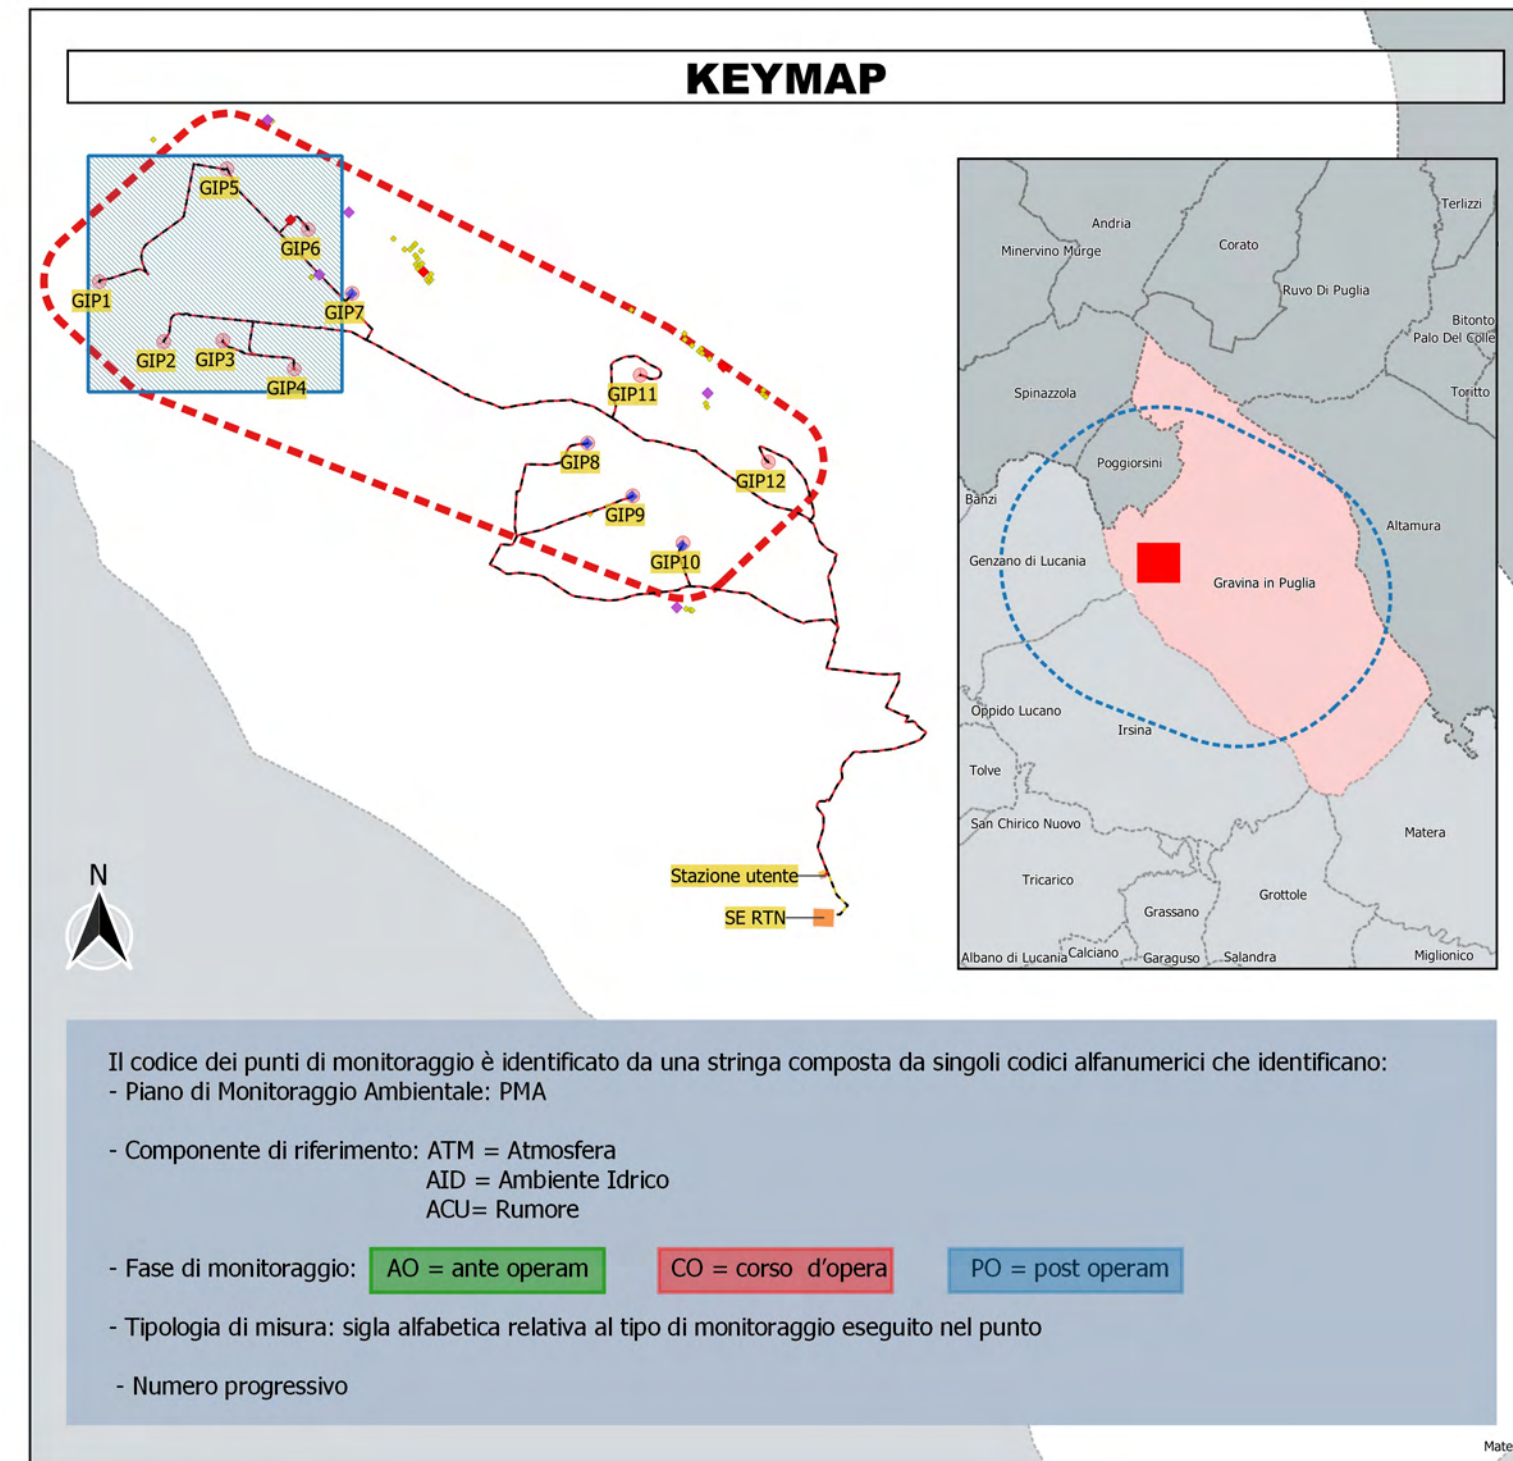 KEYMAP
GIP5
GIP6
GIP1
GIP7
GIP2
GIP3
GIP4
GIP11
GIP8
GIP12
GIP9
GIP10
Stazione utente
SE RTN
N
Terlizzi
Andria
Corato
Minervino Murge
Ruvo Di Puglia
Bitonto
Palo Del Colle
Spinazzola
Toritto
Poggiorsini
Banzi
Altamura
Genzano di Lucania
Gravina in Puglia
Oppido Lucano
Irsina
Tolve
San Chirico Nuovo
Matera
Tricarico
Grottole
Grassano
Albano di Lucania
Calciano
Garaguso
Salandra
Miglionico
Il codice dei punti di monitoraggio è identificato da una stringa composta da singoli codici alfanumerici che identificano:
- Piano di Monitoraggio Ambientale: PMA
- Componente di riferimento: ATM = Atmosfera
AID = Ambiente Idrico
ACU= Rumore
- Fase di monitoraggio: AO = ante operam CO = corso d'opera PO = post operam
- Tipologia di misura: sigla alfabetica relativa al tipo di monitoraggio eseguito nel punto
- Numero progressivo
Mate